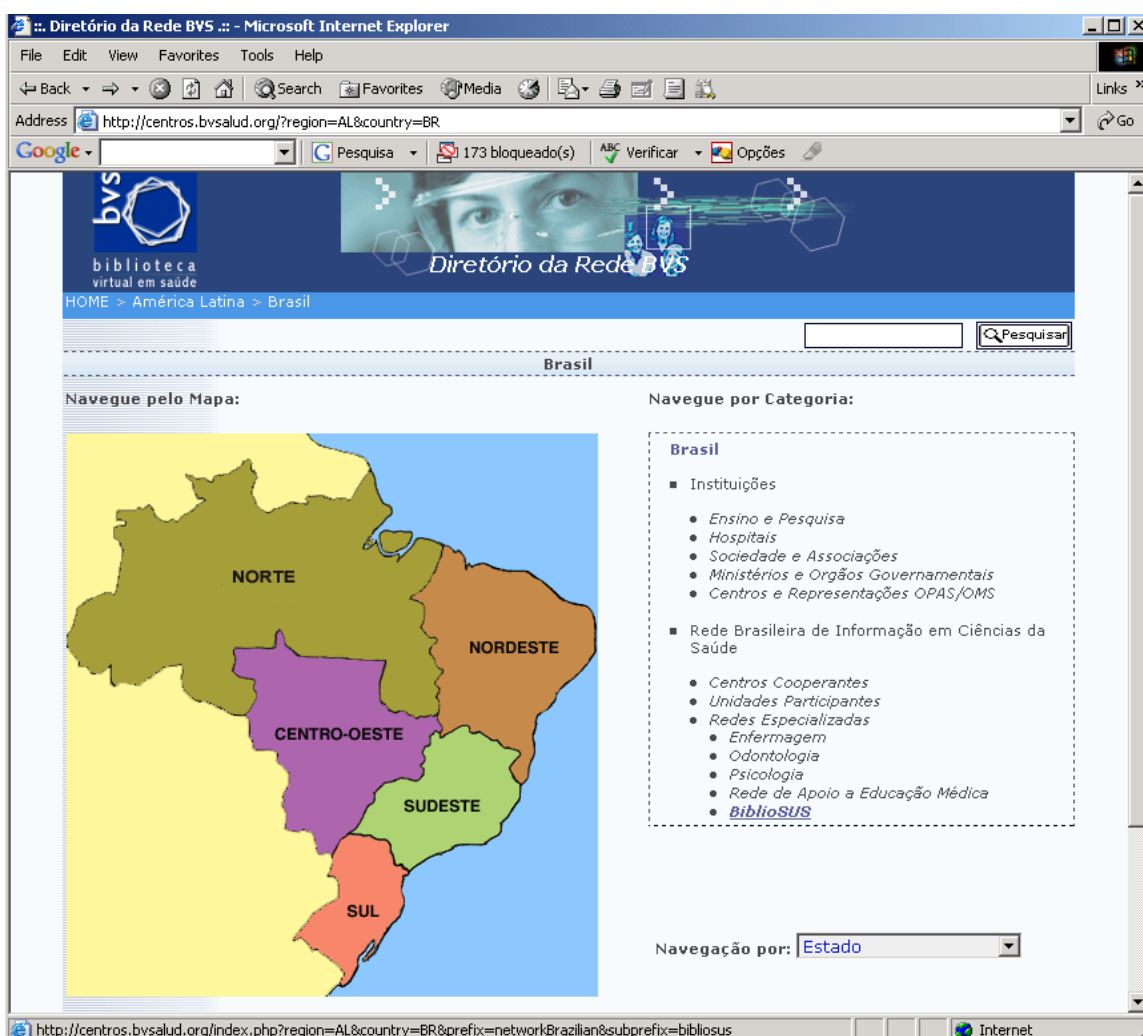 ::. Diretório da Rede BVS .:: - Microsoft Internet Explorer
File Edit View Favorites Tools Help
Back Search Favorites Media Links »
Address http://centros.bvsalud.org/?region=AL&country=BR Go
Google Pesquisa 173 bloqueado(s) ABC Verificar Opções
bvs
biblioteca
virtual em saúde
Diretório da Rede BVS
HOME > América Latina > Brasil
Pesquisar
Brasil
Navegue pelo Mapa:
NORTE
NORDESTE
CENTRO-OESTE
SUDESTE
SUL
Navegue por Categoria:
Brasil
Instituições
Ensino e Pesquisa
Hospitais
Sociedade e Associações
Ministérios e Orgãos Governamentais
Centros e Representações OPAS/OMS
Rede Brasileira de Informação em Ciências da
Saúde
Centros Cooperantes
Unidades Participantes
Redes Especializadas
Enfermagem
Odontologia
Psicologia
Rede de Apoio a Educação Médica
BiblioSUS
Navegação por: Estado
http://centros.bvsalud.org/index.php?region=AL&country=BR&prefix=networkBrazilian&subprefix=bibliosus Internet